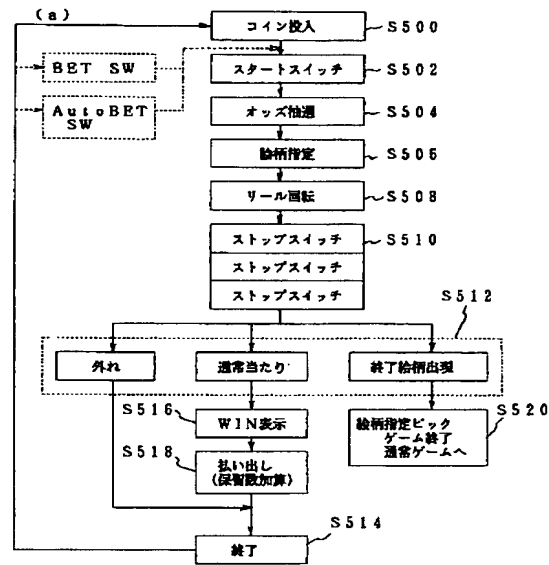 (a)
コイン投入 S500
BET SW
スタートスイッチ S502
AutoBET
SW
オッズ抽選 S504
絵柄指定 S506
リール回転 S508
ストップスイッチ S510
ストップスイッチ
ストップスイッチ
S512
外れ 通常当たり 終了絵柄出現
S516 WIN表示
S520
絵柄指定ビック
ゲーム終了
通常ゲームへ
S518 払い出し
(保留数加算)
S514
終了